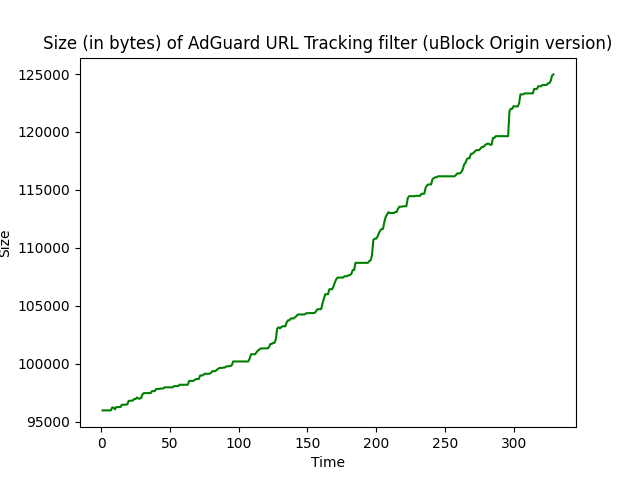 Size (in bytes) of AdGuard URL Tracking filter (uBlock Origin version)
125000
120000
115000
110000
105000
100000
95000
Size
0 50 100 150 200 250 300
Time